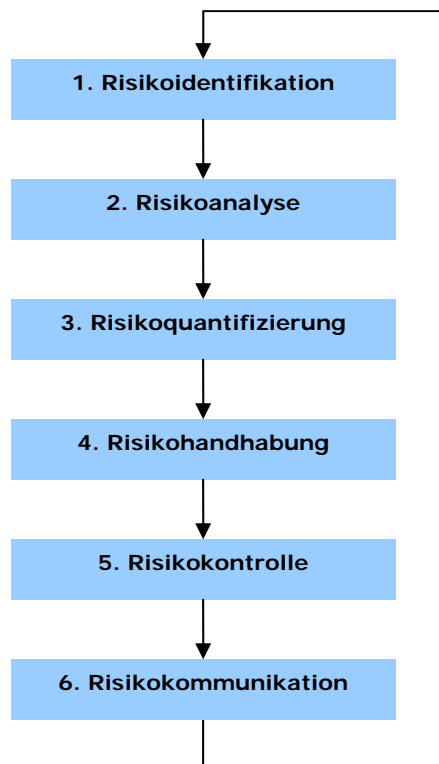 1. Risikoidentifikation
2. Risikoanalyse
3. Risikoquantifizierung
4. Risikohandhabung
5. Risikokontrolle
6. Risikokommunikation